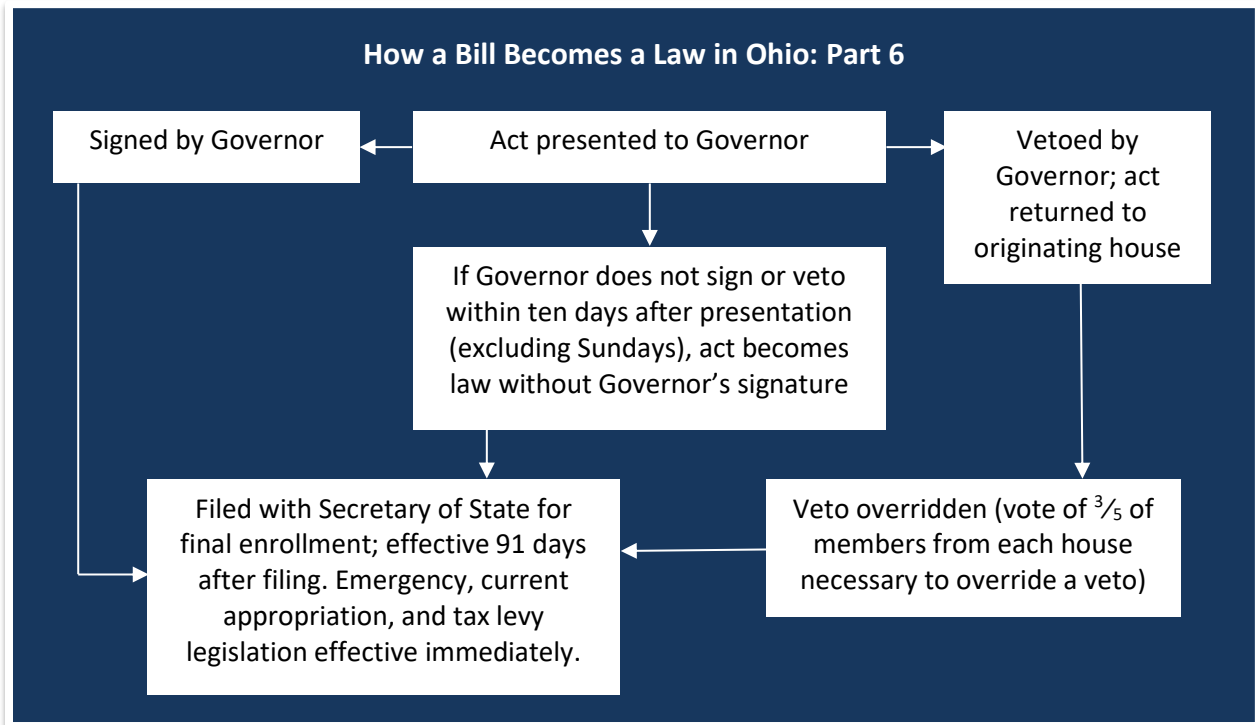 How a Bill Becomes a Law in Ohio: Part 6
Signed by Governor
Act presented to Governor
Vetoed by
Governor; act
returned to
originating house
If Governor does not sign or veto
within ten days after presentation
(excluding Sundays), act becomes
law without Governor’s signature
Filed with Secretary of State for
final enrollment; effective 91 days
after filing. Emergency, current
appropriation, and tax levy
legislation effective immediately.
Veto overridden (vote of ³⁄₅ of
members from each house
necessary to override a veto)